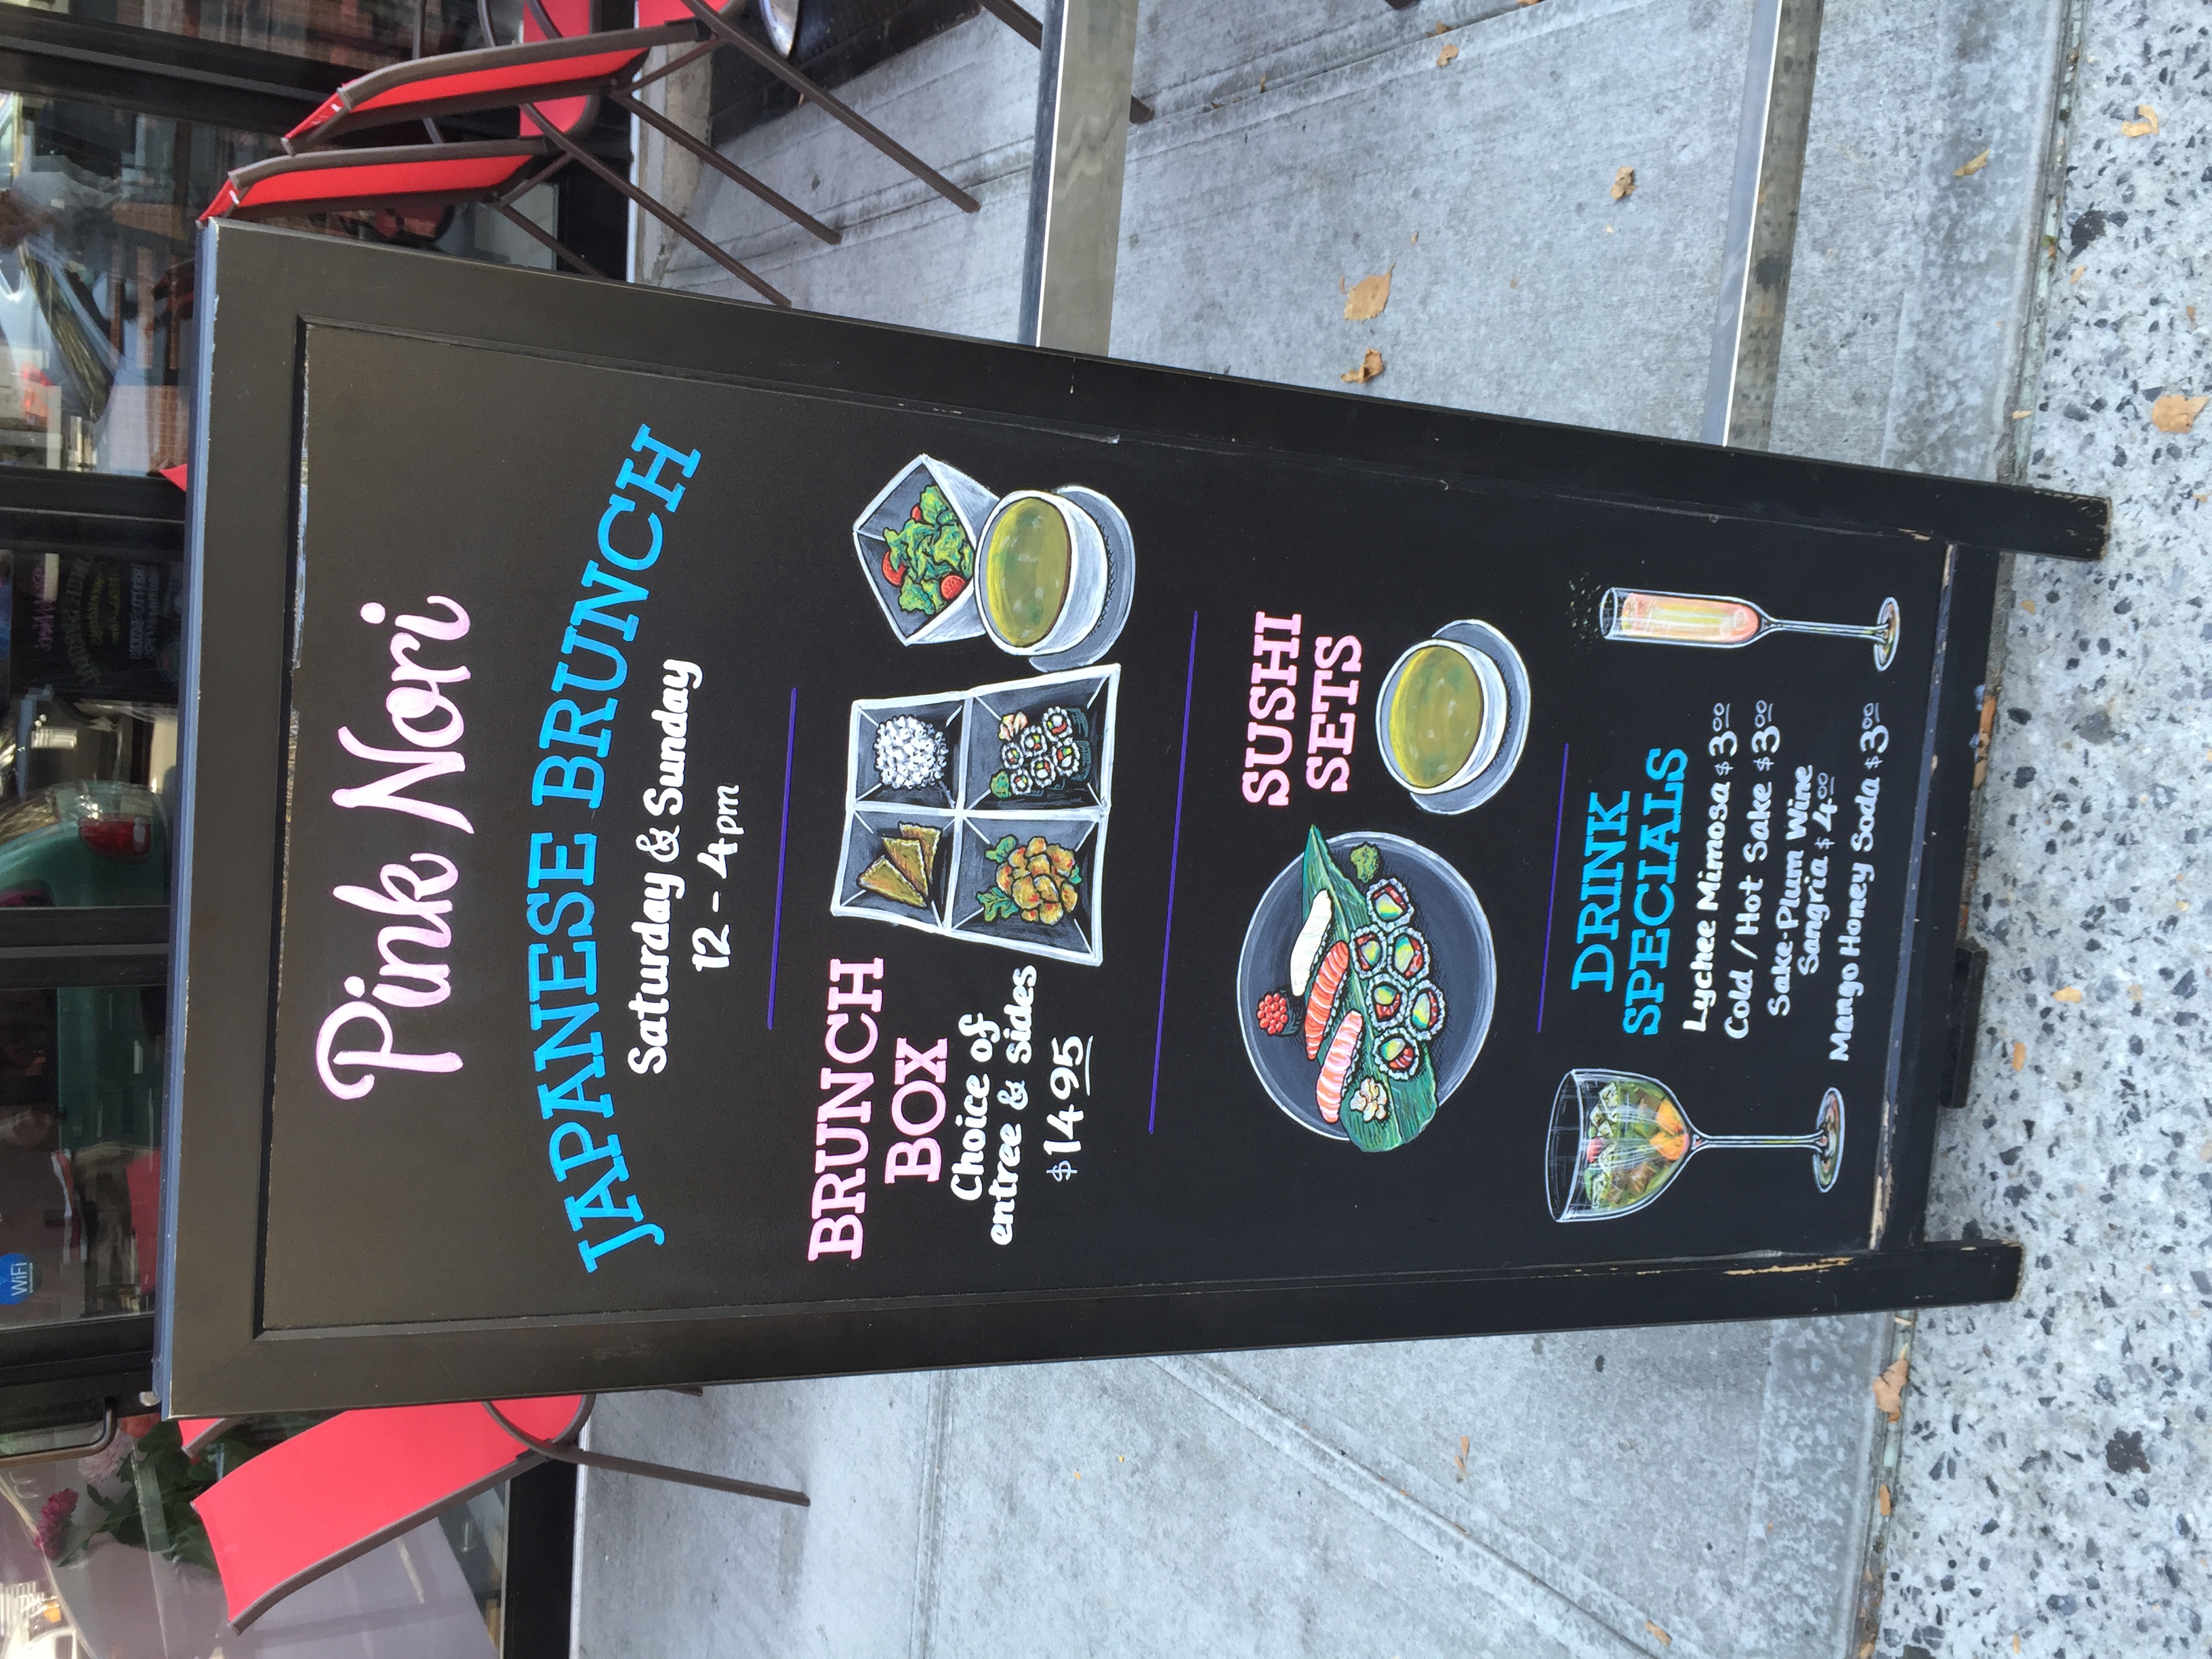 Pink Nori
JAPANESE BRUNCH
Saturday & Sunday
12 - 4pm
BRUNCH
BOX
Choice of
entree & sides
$14.95
SUSHI
SETS
DRINK
SPECIALS
Lychee Mimosa $3.00
Cold / Hot Sake $3.00
Sake-Plum Wine
Sangria $4.00
Mango Honey Soda $3.00
WiFi